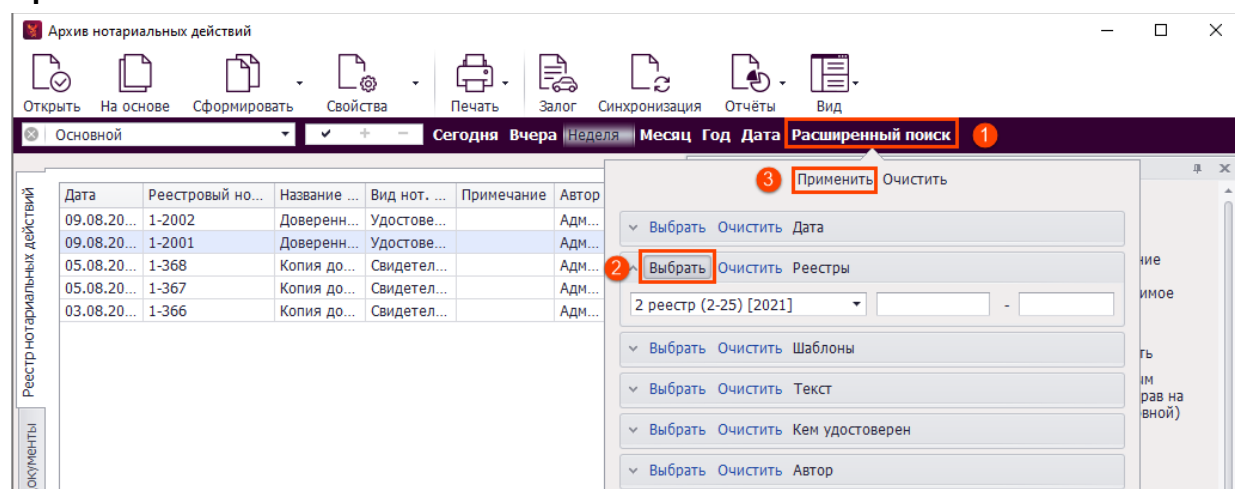 Архив нотариальных действий
Открыть На основе Сформировать Свойства Печать Залог Синхронизация Отчёты Вид
Основной Сегодня Вчера Неделя Месяц Год Дата Расширенный поиск 1
3 Применить Очистить
Реестр нотариальных действий
Дата Реестровый но... Название ... Вид нот. ... Примечание Автор
09.08.20... 1-2002 Доверенн... Удостове... Адм...
09.08.20... 1-2001 Доверенн... Удостове... Адм...
05.08.20... 1-368 Копия до... Свидетел... Адм...
05.08.20... 1-367 Копия до... Свидетел... Адм...
03.08.20... 1-366 Копия до... Свидетел... Адм...
Выбрать Очистить Дата
2 Выбрать Очистить Реестры
2 реестр (2-25) [2021] -
Выбрать Очистить Шаблоны
Выбрать Очистить Текст
Выбрать Очистить Кем удостоверен
Выбрать Очистить Автор
ние
имое
ть
ым
рав на
вной)
окументы